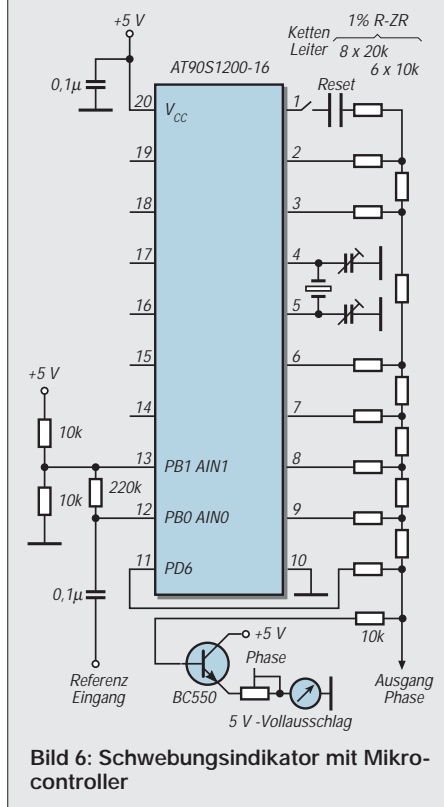 +5 V
1% R-ZR
Ketten
Leiter
8 x 20k
6 x 10k
AT90S1200-16
0,1µ
Reset
20
V_CC
1
19
2
18
3
17
4
16
5
15
6
+5 V
14
7
10k
13
PB1 AIN1
8
10k
220k
12
PB0 AIN0
9
11
PD6
10
0,1µ
+5 V
10k
Phase
Referenz
Eingang
BC550
Ausgang
Phase
5 V -Vollausschlag
Bild 6: Schwebungsindikator mit Mikro-
controller